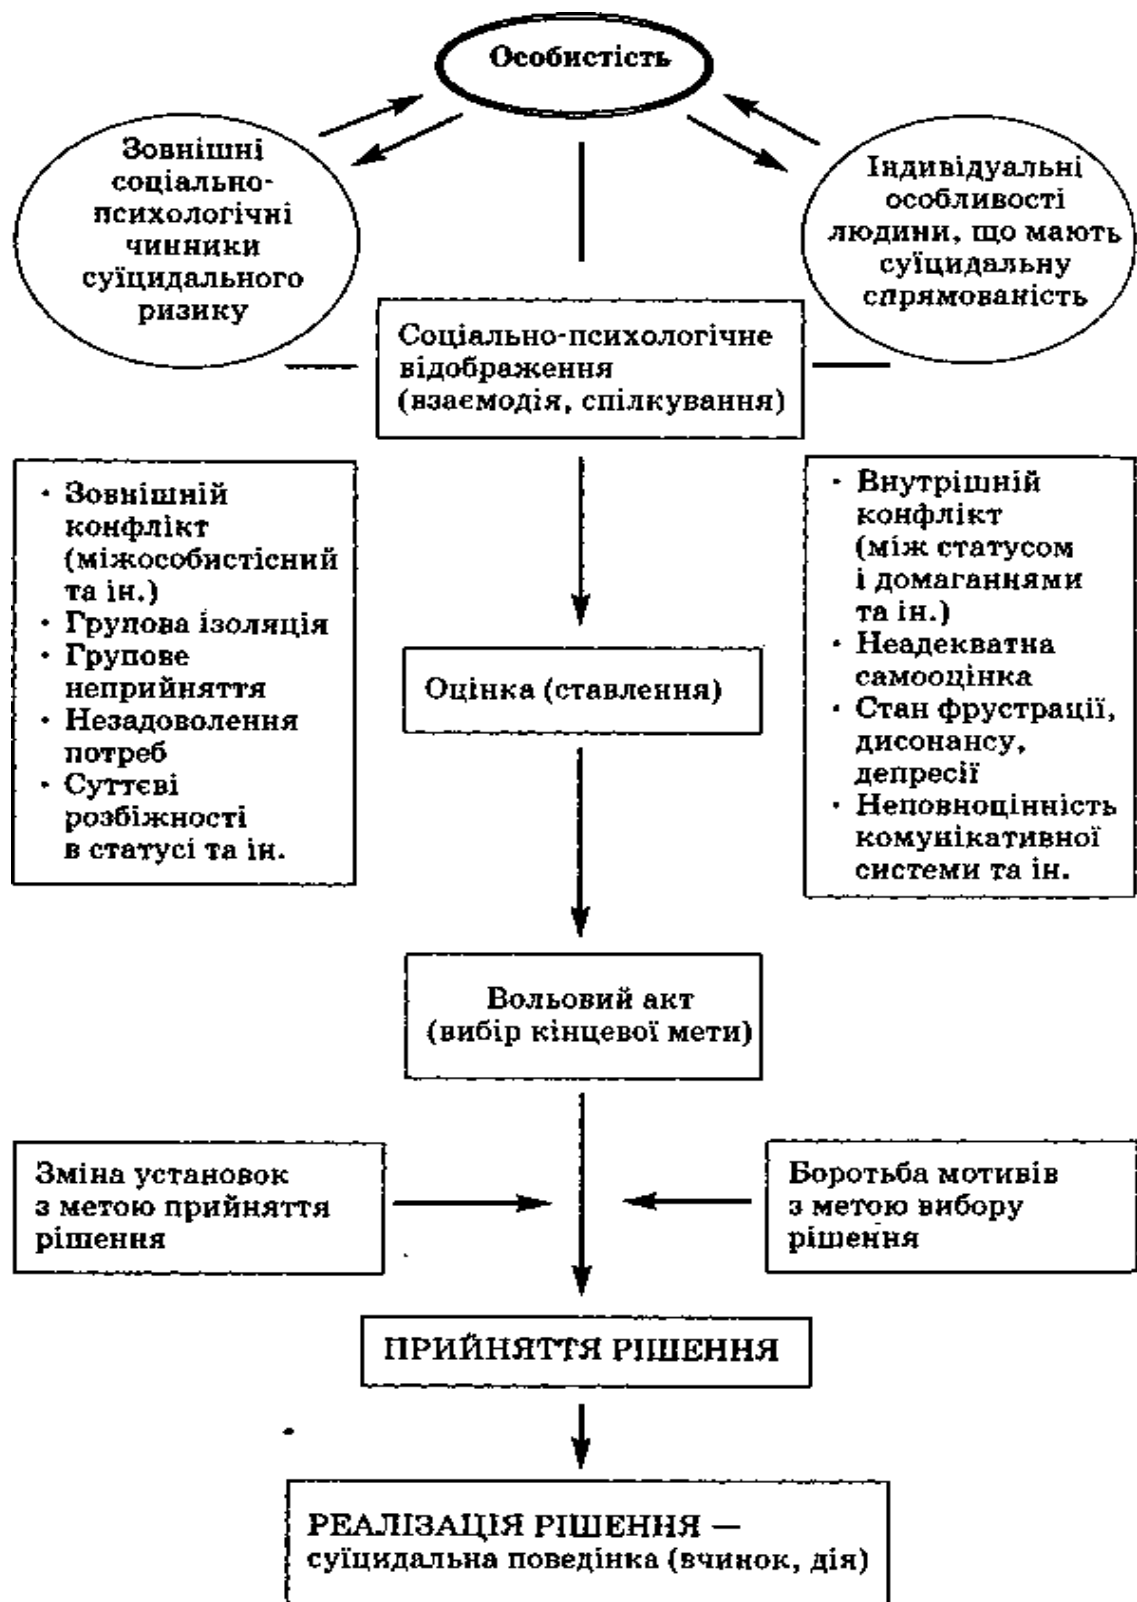 Особистість
Зовнішні
соціально-
психологічні
чинники
суїцидального
ризику
Індивідуальні
особливості
людини, що мають
суїцидальну
спрямованість
Соціально-психологічне
відображення
(взаємодія, спілкування)
· Зовнішній
конфлікт
(міжособистісний
та ін.)
· Групова ізоляція
· Групове
неприйняття
· Незадоволення
потреб
· Суттєві
розбіжності
в статусі та ін.
· Внутрішній
конфлікт
(між статусом
і домаганнями
та ін.)
· Неадекватна
самооцінка
· Стан фрустрації,
дисонансу,
депресії
· Неповноцінність
комунікативної
системи та ін.
Оцінка (ставлення)
Вольовий акт
(вибір кінцевої мети)
Зміна установок
з метою прийняття
рішення
Боротьба мотивів
з метою вибору
рішення
ПРИЙНЯТТЯ РІШЕННЯ
РЕАЛІЗАЦІЯ РІШЕННЯ —
суїцидальна поведінка (вчинок, дія)